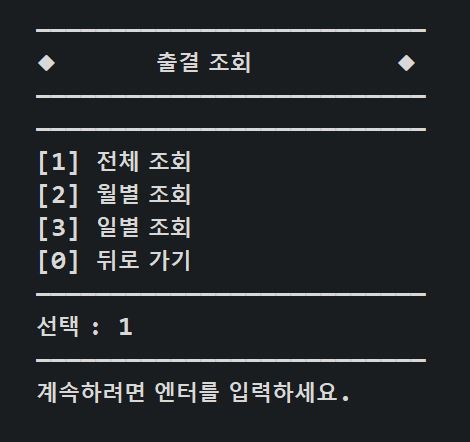 ◆ 출결 조회 ◆
[1] 전체 조회
[2] 월별 조회
[3] 일별 조회
[0] 뒤로 가기
선택 : 1
계속하려면 엔터를 입력하세요.